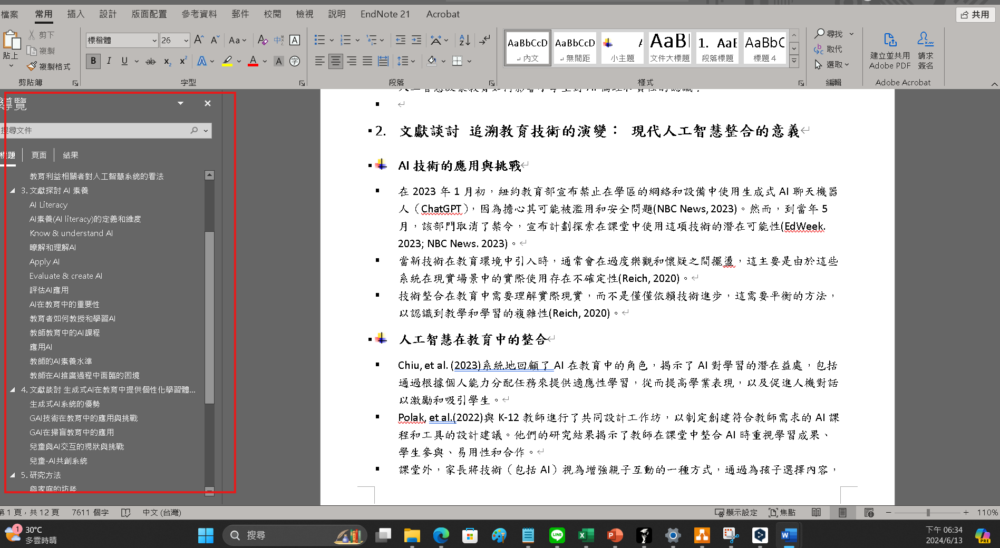 檔案 常用 插入 設計 版面配置 參考資料 郵件 校閱 檢視 說明 EndNote 21 Acrobat 共用
貼上
剪下
複製
複製格式
剪貼簿
標楷體 26
字型
段落
AaBbCcD 內文
AaBbCcD 無間距
小主題
AaB 文件大標題
1. AaE 段落標題
AaBbC 標題 4
樣式
尋找
取代
選取
編輯
建立並共用 Adobe PDF
請求 簽名
Adobe Acrobat
導覽
搜尋文件
標題 頁面 結果
教育利益相關者對人工智慧系統的看法
3. 文獻探討 AI 素養
AI Literacy
AI素養(AI literacy)的定義和維度
Know & understand AI
瞭解和理解AI
Apply AI
Evaluate & create AI
評估AI應用
AI在教育中的重要性
教育者如何教授和學習AI
教師教育中的AI課程
應用AI
教師的AI素養水準
教師在AI推廣過程中面臨的困境
4. 文獻談討 生成式AI在教育中提供個性化學習體...
生成式AI系統的優勢
GAI技術在教育中的應用與挑戰
GAI在掃盲教育中的應用
兒童與AI交互的現狀與挑戰
兒童-AI共創系統
5. 研究方法
與家庭的坊談
2. 文獻談討 追溯教育技術的演變： 現代人工智慧整合的意義
AI 技術的應用與挑戰
在 2023 年 1 月初，紐約教育部宣布禁止在學區的網絡和設備中使用生成式 AI 聊天機器
人（ChatGPT），因為擔心其可能被濫用和安全問題(NBC News, 2023)。然而，到當年 5
月，該部門取消了禁令，宣布計劃探索在課堂中使用這項技術的潛在可能性(EdWeek.
2023; NBC News. 2023)。
當新技術在教育環境中引入時，通常會在過度樂觀和懷疑之間擺盪，這主要是由於這些
系統在現實場景中的實際使用存在不確定性(Reich, 2020)。
技術整合在教育中需要理解實際現實，而不是僅僅依賴技術進步，這需要平衡的方法，
以認識到教學和學習的複雜性(Reich, 2020)。
人工智慧在教育中的整合
Chiu, et al. (2023)系統地回顧了 AI 在教育中的角色，揭示了 AI 對學習的潛在益處，包括
通過根據個人能力分配任務來提供適應性學習，從而提高學業表現，以及促進人機對話
以激勵和吸引學生。
Polak, et al.(2022)與 K-12 教師進行了共同設計工作坊，以制定創建符合教師需求的 AI 課
程和工具的設計建議。他們的研究結果揭示了教師在課堂中整合 AI 時重視學習成果、
學生參與、易用性和合作。
課堂外，家長將技術（包括 AI）視為增強親子互動的一種方式，通過為孩子選擇內容，
第 1 頁，共 12 頁 7611 個字 中文 (台灣) 顯示設定 焦點 110%
1 30°C
多雲時晴
搜尋
下午 06:34
2024/6/13